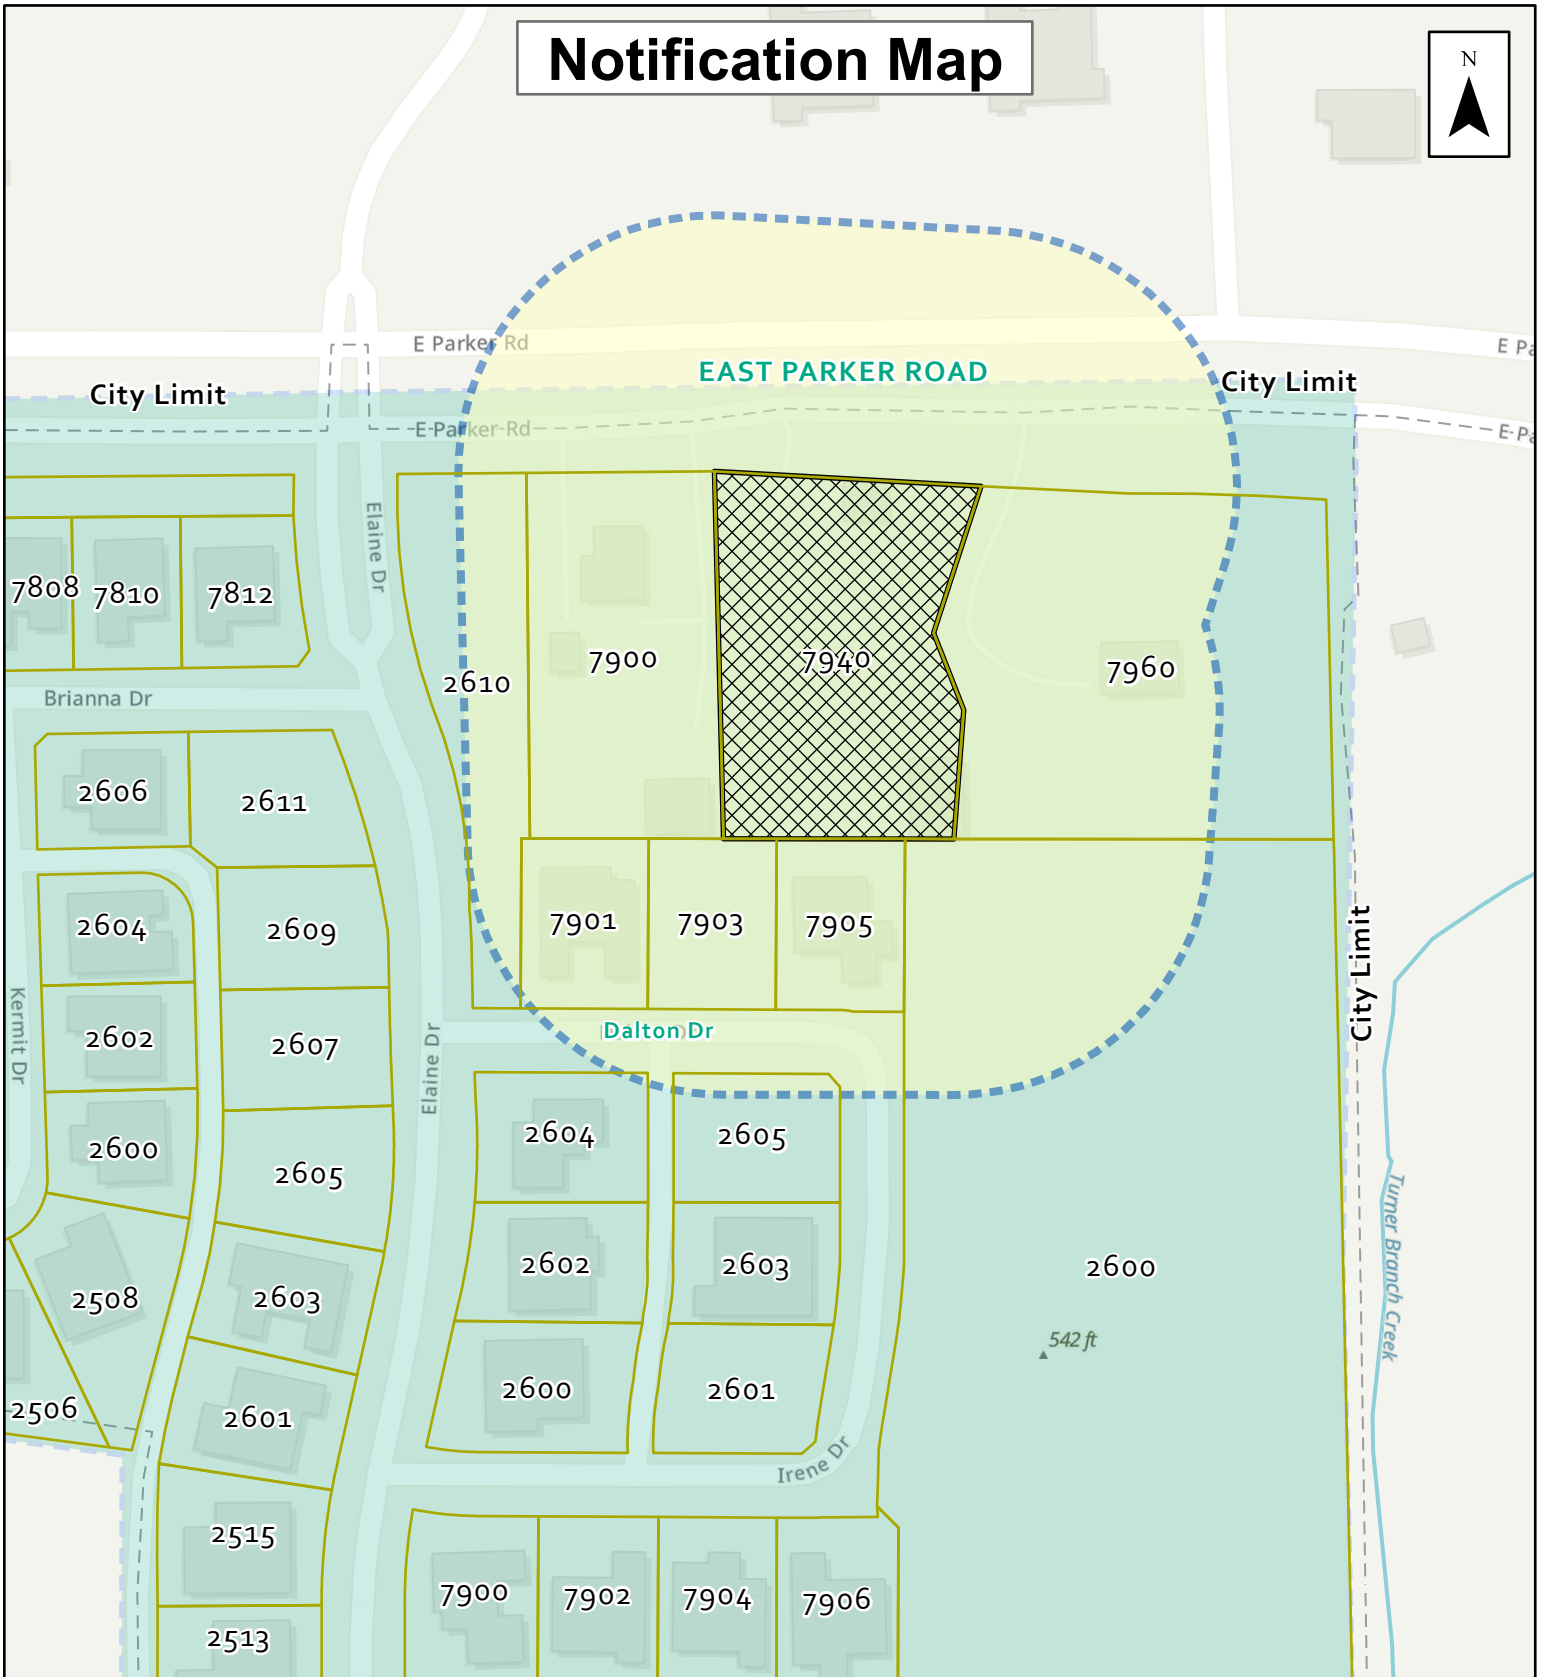 Notification Map
N
E Parker Rd
E Pa
EAST PARKER ROAD
City Limit
City Limit
E Parker Rd
E Pa
Elaine Dr
7808
7810
7812
7900
7940
7960
2610
Brianna Dr
2606
2611
2604
2609
7901
7903
7905
City Limit
Kermit Dr
2602
2607
Elaine Dr
Dalton Dr
2600
2605
2604
2605
Turner Branch Creek
2508
2603
2602
2603
2600
542 ft
2506
2601
2600
2601
Irene Dr
2515
7900
7902
7904
7906
2513